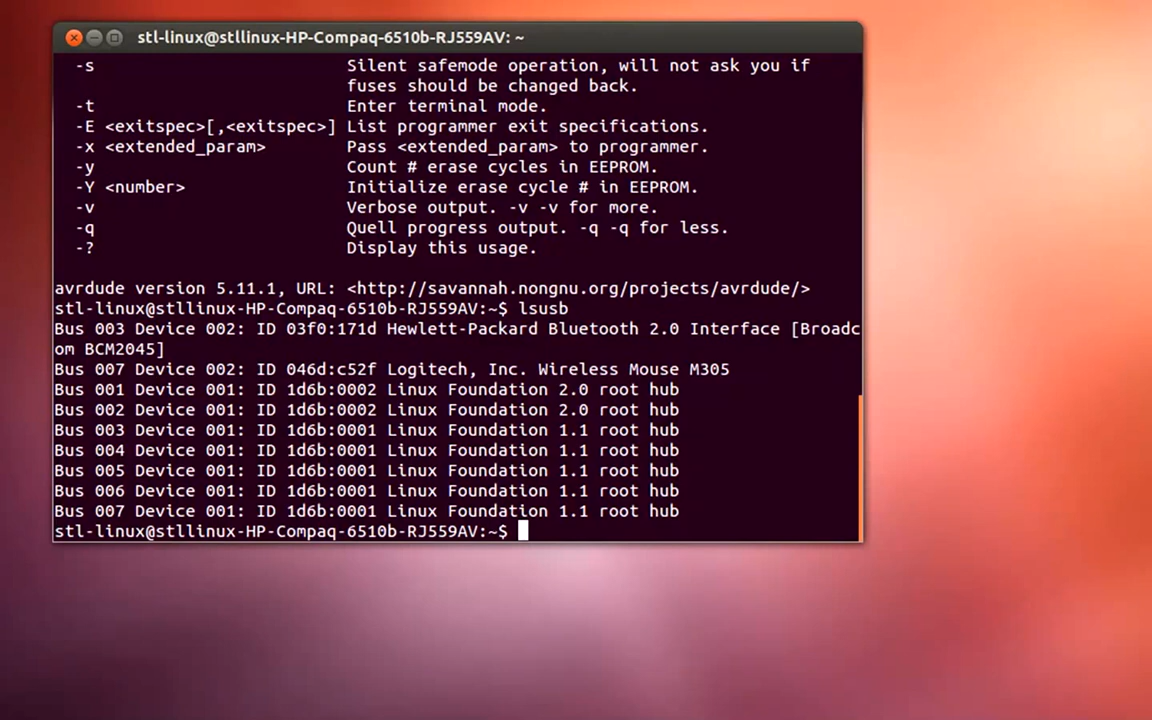 stl-linux@stllinux-HP-Compaq-6510b-RJ559AV: ~
-s Silent safemode operation, will not ask you if
fuses should be changed back.
-t Enter terminal mode.
-E <exitspec>[,<exitspec>] List programmer exit specifications.
-x <extended_param> Pass <extended_param> to programmer.
-y Count # erase cycles in EEPROM.
-Y <number> Initialize erase cycle # in EEPROM.
-v Verbose output. -v -v for more.
-q Quell progress output. -q -q for less.
-? Display this usage.
avrdude version 5.11.1, URL: <http://savannah.nongnu.org/projects/avrdude/>
stl-linux@stllinux-HP-Compaq-6510b-RJ559AV:~$ lsusb
Bus 003 Device 002: ID 03f0:171d Hewlett-Packard Bluetooth 2.0 Interface [Broadc
om BCM2045]
Bus 007 Device 002: ID 046d:c52f Logitech, Inc. Wireless Mouse M305
Bus 001 Device 001: ID 1d6b:0002 Linux Foundation 2.0 root hub
Bus 002 Device 001: ID 1d6b:0002 Linux Foundation 2.0 root hub
Bus 003 Device 001: ID 1d6b:0001 Linux Foundation 1.1 root hub
Bus 004 Device 001: ID 1d6b:0001 Linux Foundation 1.1 root hub
Bus 005 Device 001: ID 1d6b:0001 Linux Foundation 1.1 root hub
Bus 006 Device 001: ID 1d6b:0001 Linux Foundation 1.1 root hub
Bus 007 Device 001: ID 1d6b:0001 Linux Foundation 1.1 root hub
stl-linux@stllinux-HP-Compaq-6510b-RJ559AV:~$